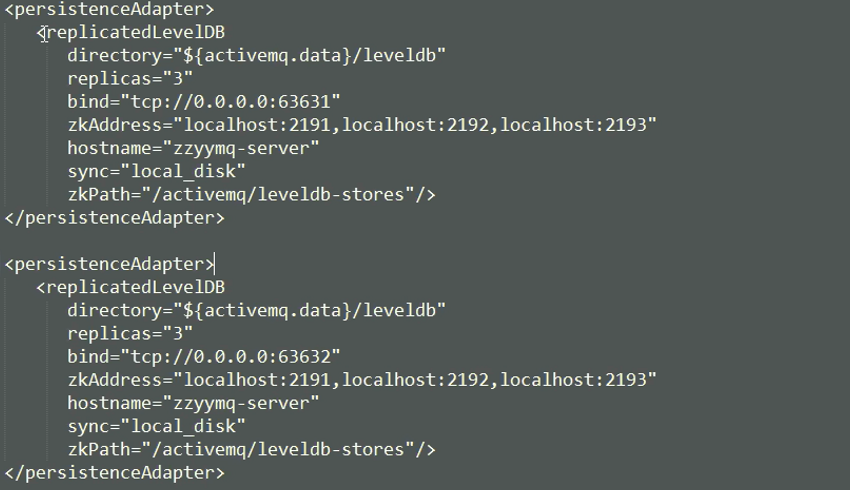 <persistenceAdapter>
<replicatedLevelDB
directory="${activemq.data}/leveldb"
replicas="3"
bind="tcp://0.0.0.0:63631"
zkAddress="localhost:2191,localhost:2192,localhost:2193"
hostname="zzyymq-server"
sync="local_disk"
zkPath="/activemq/leveldb-stores"/>
</persistenceAdapter>
<persistenceAdapter>
<replicatedLevelDB
directory="${activemq.data}/leveldb"
replicas="3"
bind="tcp://0.0.0.0:63632"
zkAddress="localhost:2191,localhost:2192,localhost:2193"
hostname="zzyymq-server"
sync="local_disk"
zkPath="/activemq/leveldb-stores"/>
</persistenceAdapter>